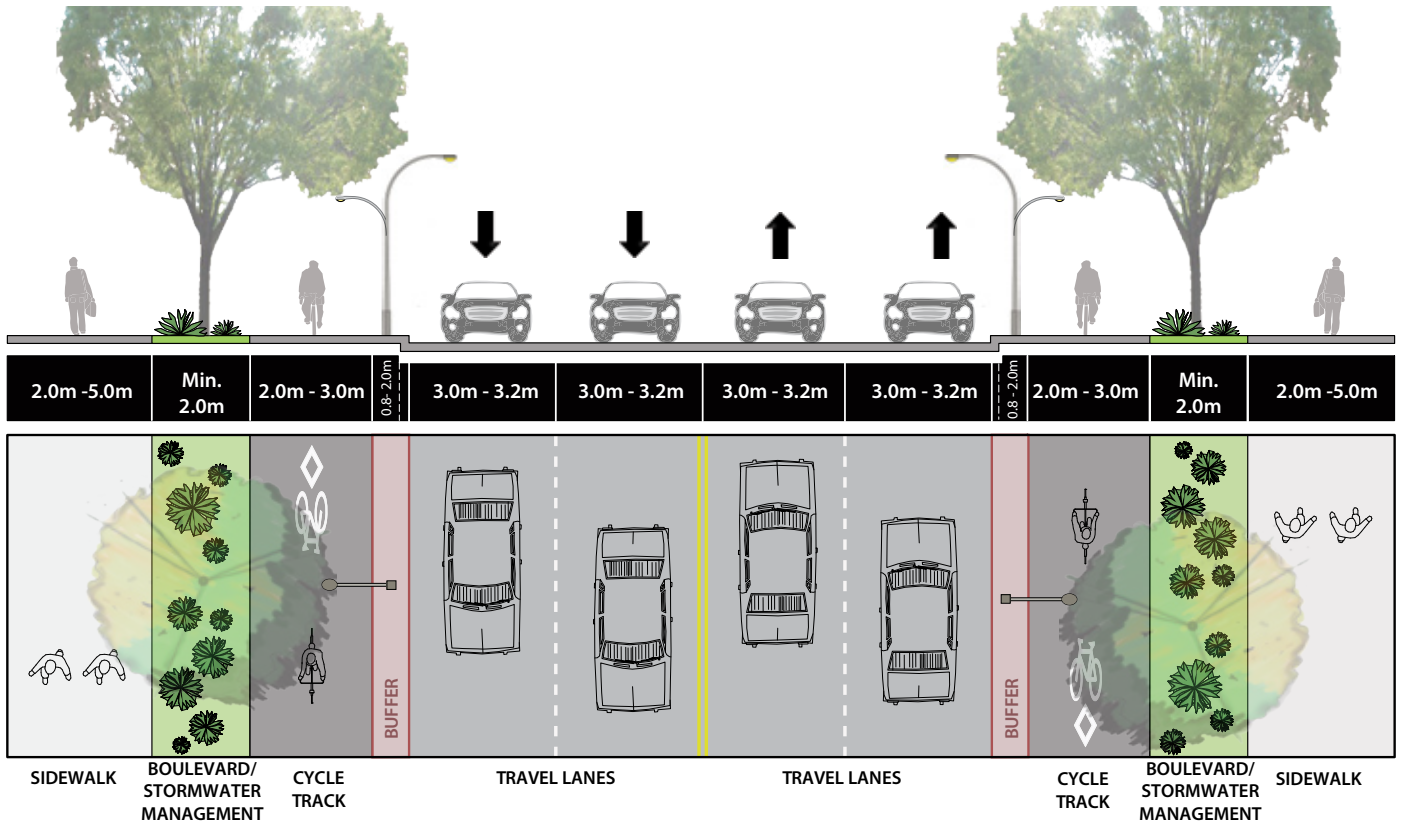 2.0m -5.0m
Min.
2.0m
2.0m - 3.0m
0.8- 2.0m
3.0m - 3.2m
3.0m - 3.2m
3.0m - 3.2m
3.0m - 3.2m
0.8 - 2.0m
2.0m - 3.0m
Min.
2.0m
2.0m -5.0m
BUFFER
BUFFER
SIDEWALK
BOULEVARD/
STORMWATER
MANAGEMENT
CYCLE
TRACK
TRAVEL LANES
TRAVEL LANES
CYCLE
TRACK
BOULEVARD/
STORMWATER
MANAGEMENT
SIDEWALK